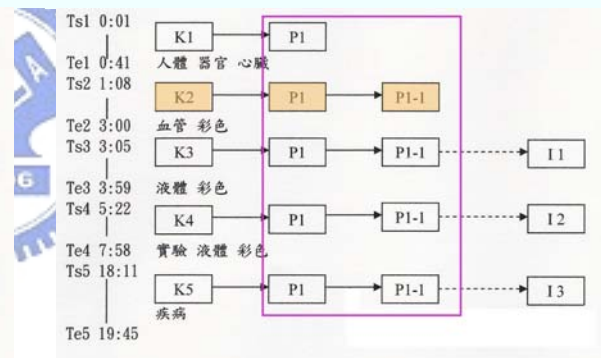 Ts1 0:01
K1 P1
Te1 0:41 人體 器官 心臟
Ts2 1:08
K2 P1 P1-1
Te2 3:00 血管 彩色
Ts3 3:05
K3 P1 P1-1 I1
Te3 3:59 液體 彩色
Ts4 5:22
K4 P1 P1-1 I2
Te4 7:58 實驗 液體 彩色
Ts5 18:11
K5 P1 P1-1 I3
疾病
Te5 19:45